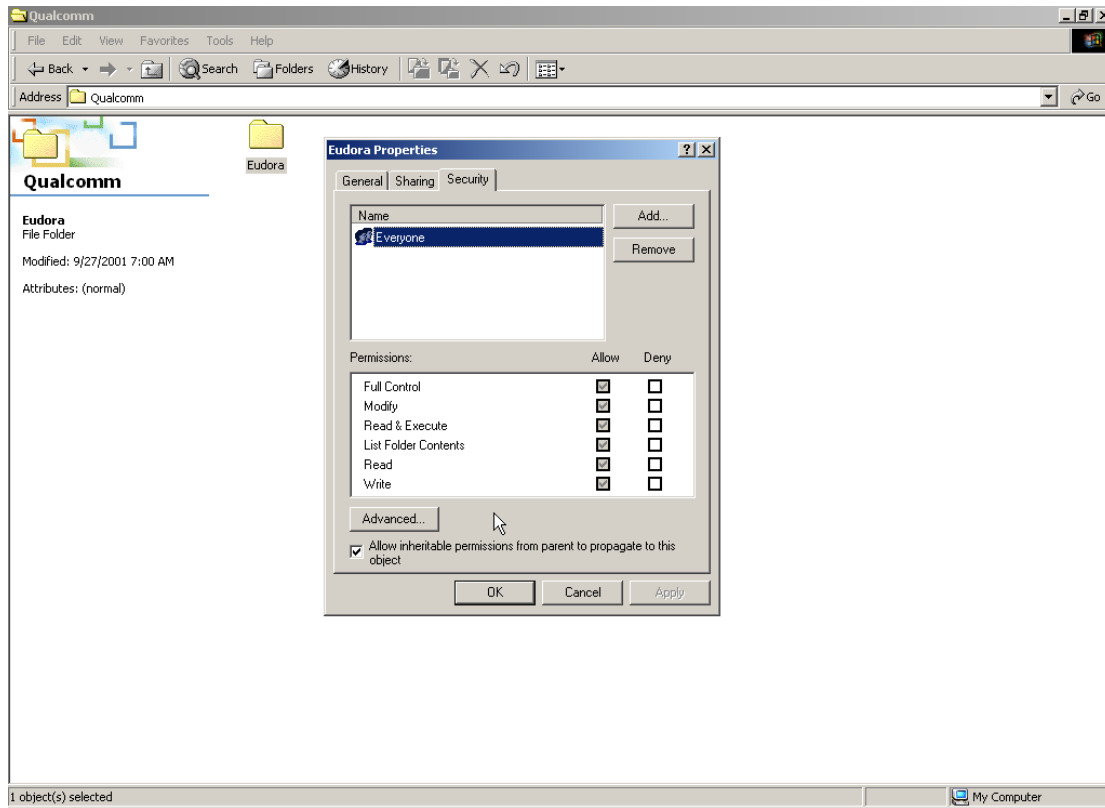 Qualcomm
File Edit View Favorites Tools Help
Back Search Folders History
Address Qualcomm Go
Qualcomm
Eudora
File Folder
Modified: 9/27/2001 7:00 AM
Attributes: (normal)
Eudora
Eudora Properties
General Sharing Security
Name
Everyone
Add...
Remove
Permissions: Allow Deny
Full Control
Modify
Read & Execute
List Folder Contents
Read
Write
Advanced...
Allow inheritable permissions from parent to propagate to this
object
OK Cancel Apply
1 object(s) selected My Computer